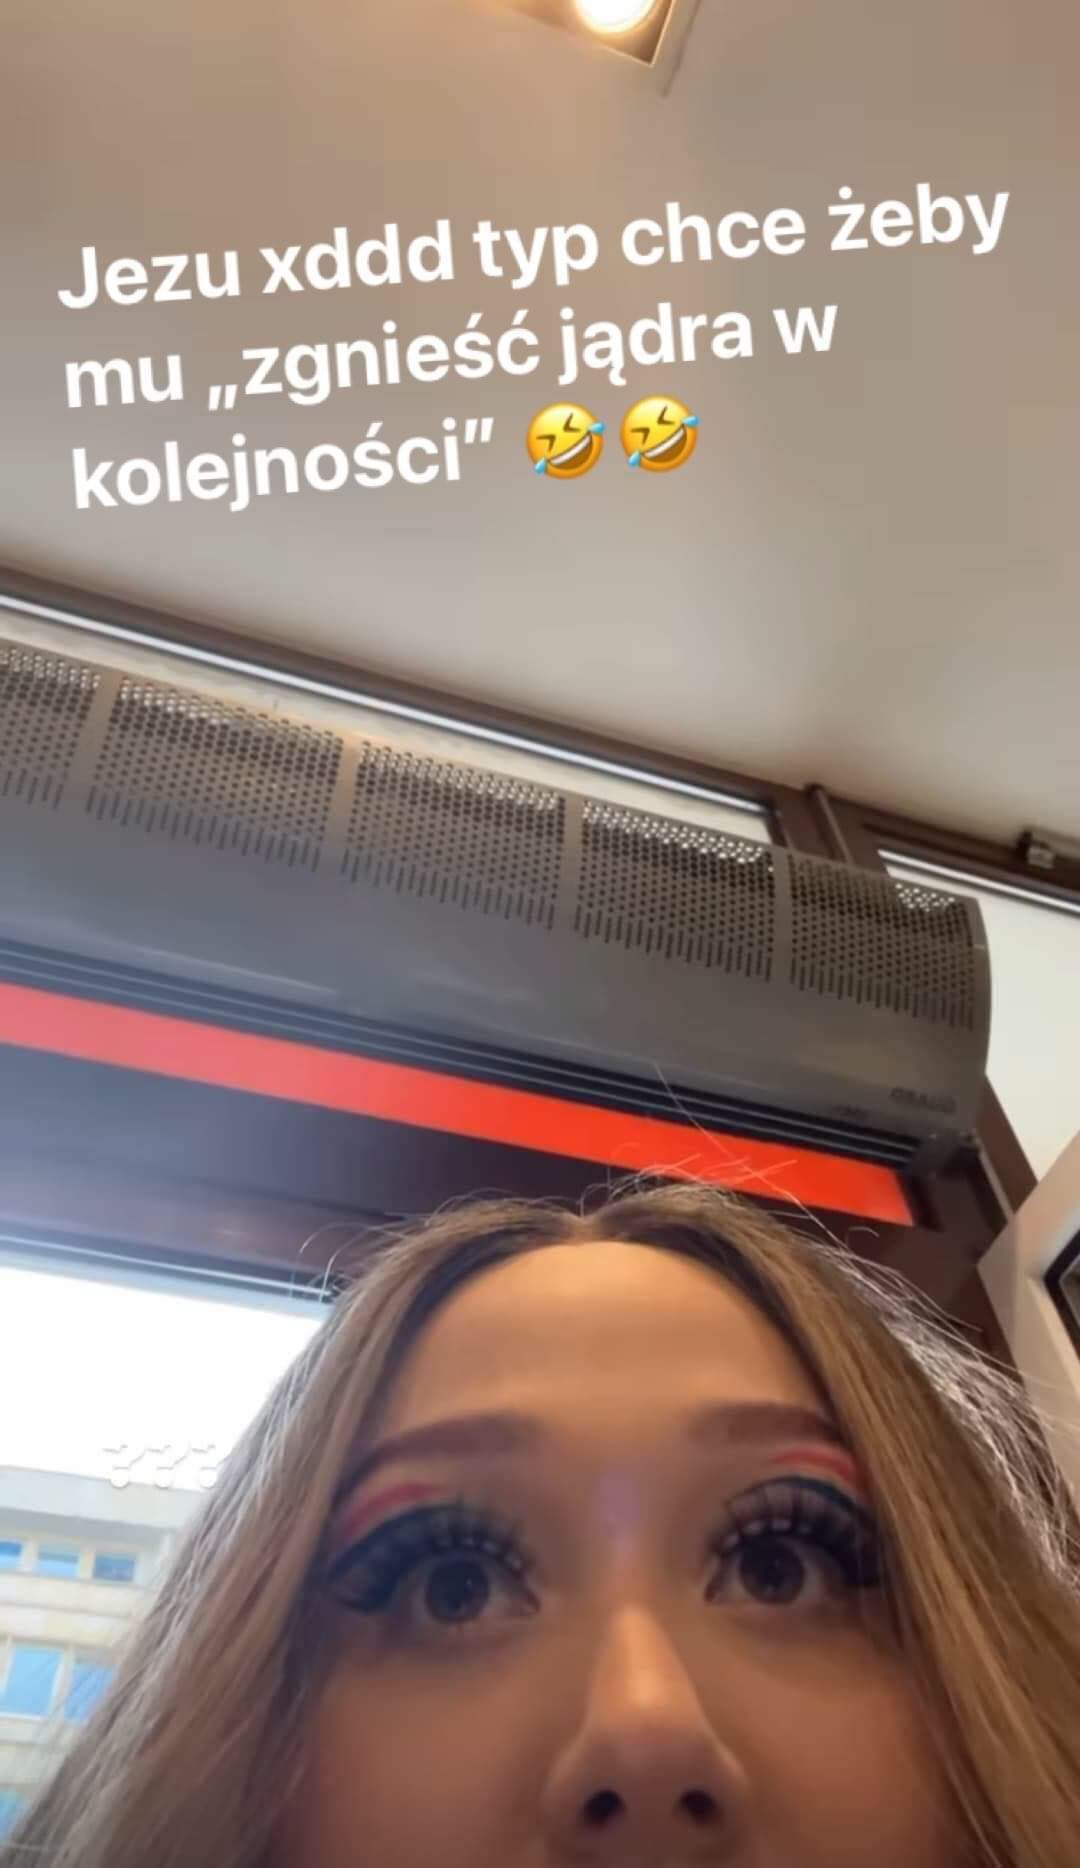 Jezu xddd typ chce żeby
mu „zgnieść jądra w
kolejności” 🤣🤣
???